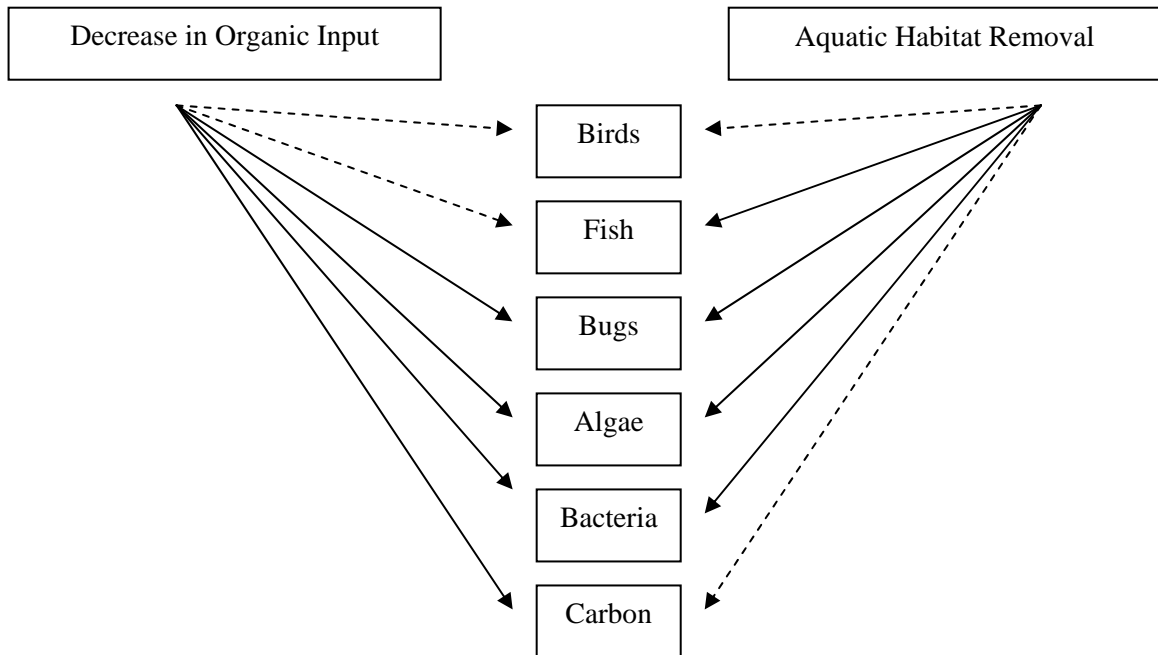 Decrease in Organic Input
Aquatic Habitat Removal
Birds
Fish
Bugs
Algae
Bacteria
Carbon